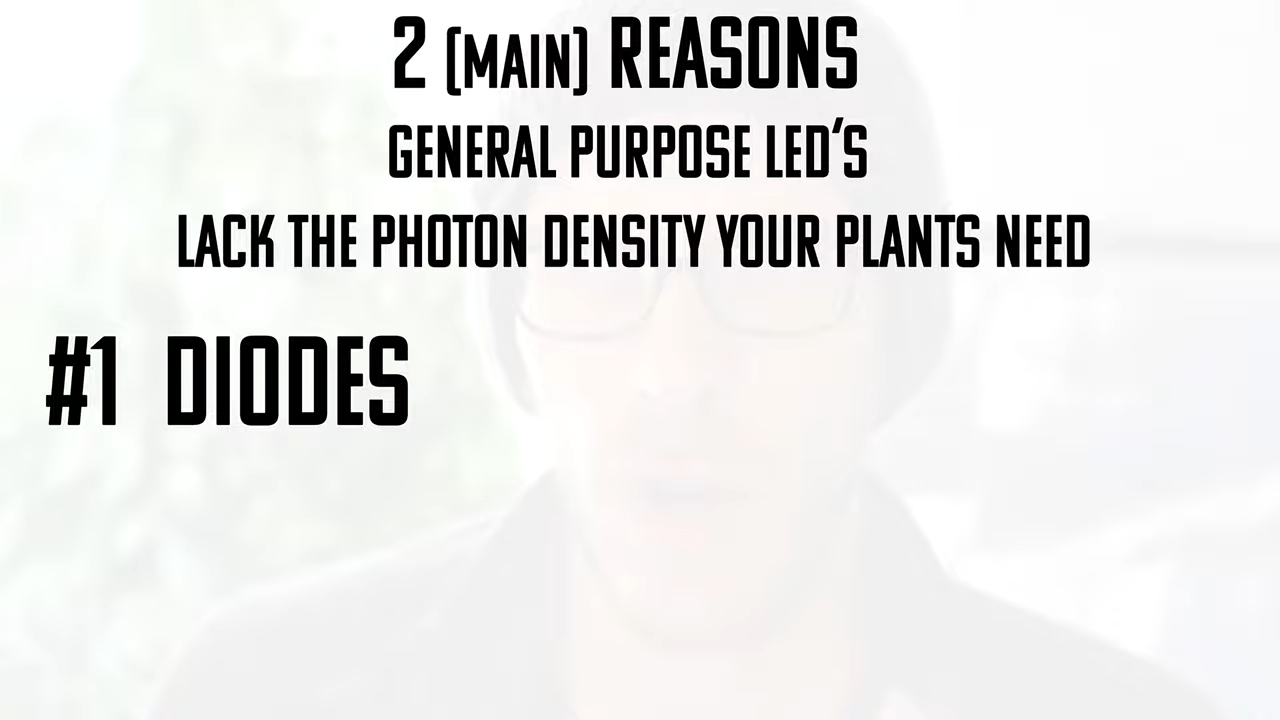 2 (MAIN) REASONS
GENERAL PURPOSE LED'S
LACK THE PHOTON DENSITY YOUR PLANTS NEED
#1 DIODES